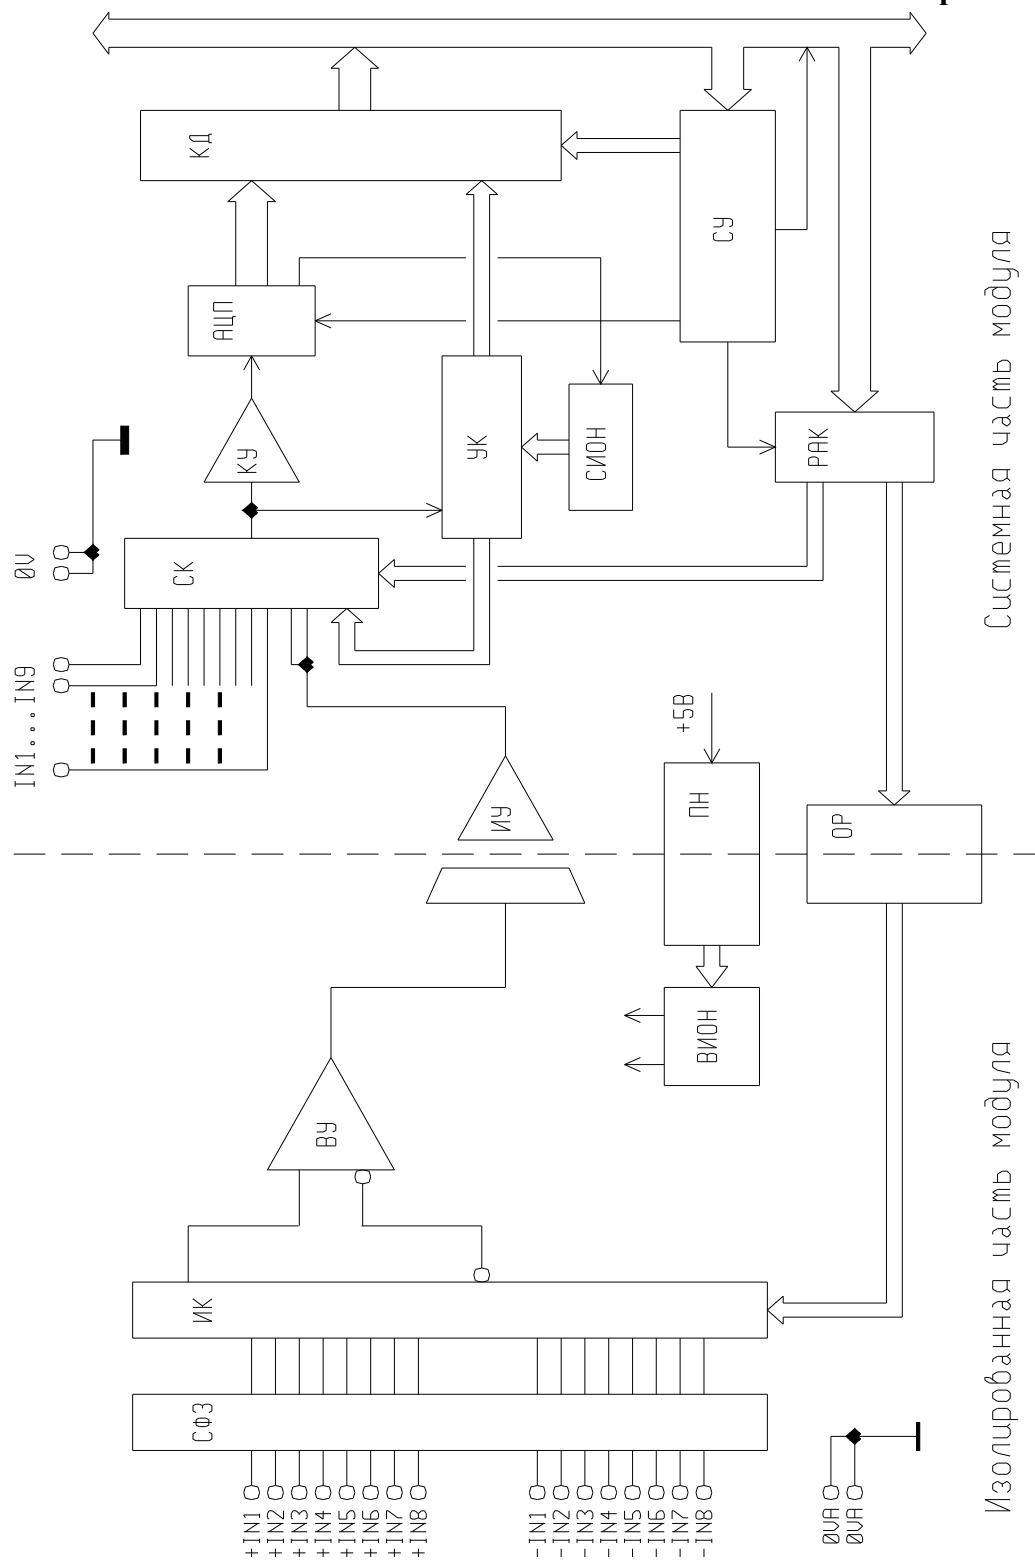 +IN1
+IN2
+IN3
+IN4
+IN5
+IN6
+IN7
+IN8
-IN1
-IN2
-IN3
-IN4
-IN5
-IN6
-IN7
-IN8
0VA
0VA
СФЗ
ИК
ВУ
ВИОН
ПН
+5В
ИУ
ОР
IN1...IN9
0V
СК
КУ
УК
СИОН
РАК
АЦП
СУ
КД
Изолированная часть модуля
Системная часть модуля